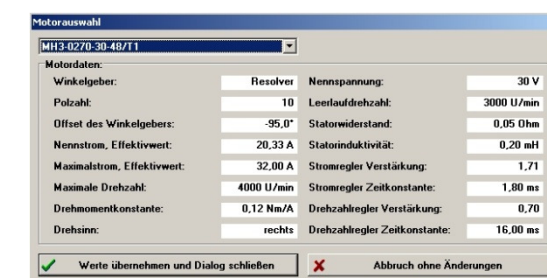 Motorauswahl
MH3-0270-30-48/T1
Motordaten:
Winkelgeber: Resolver Nennspannung: 30 V
Polzahl: 10 Leerlaufdrehzahl: 3000 U/min
Offset des Winkelgebers: -95,0° Statorwiderstand: 0,05 Ohm
Nennstrom, Effektivwert: 20,33 A Statorinduktivität: 0,20 mH
Maximalstrom, Effektivwert: 32,00 A Stromregler Verstärkung: 1,71
Maximale Drehzahl: 4000 U/min Stromregler Zeitkonstante: 1,80 ms
Drehmomentkonstante: 0,12 Nm/A Drehzahlregler Verstärkung: 0,70
Drehsinn: rechts Drehzahlregler Zeitkonstante: 16,00 ms
Werte übernehmen und Dialog schließen Abbruch ohne Änderungen